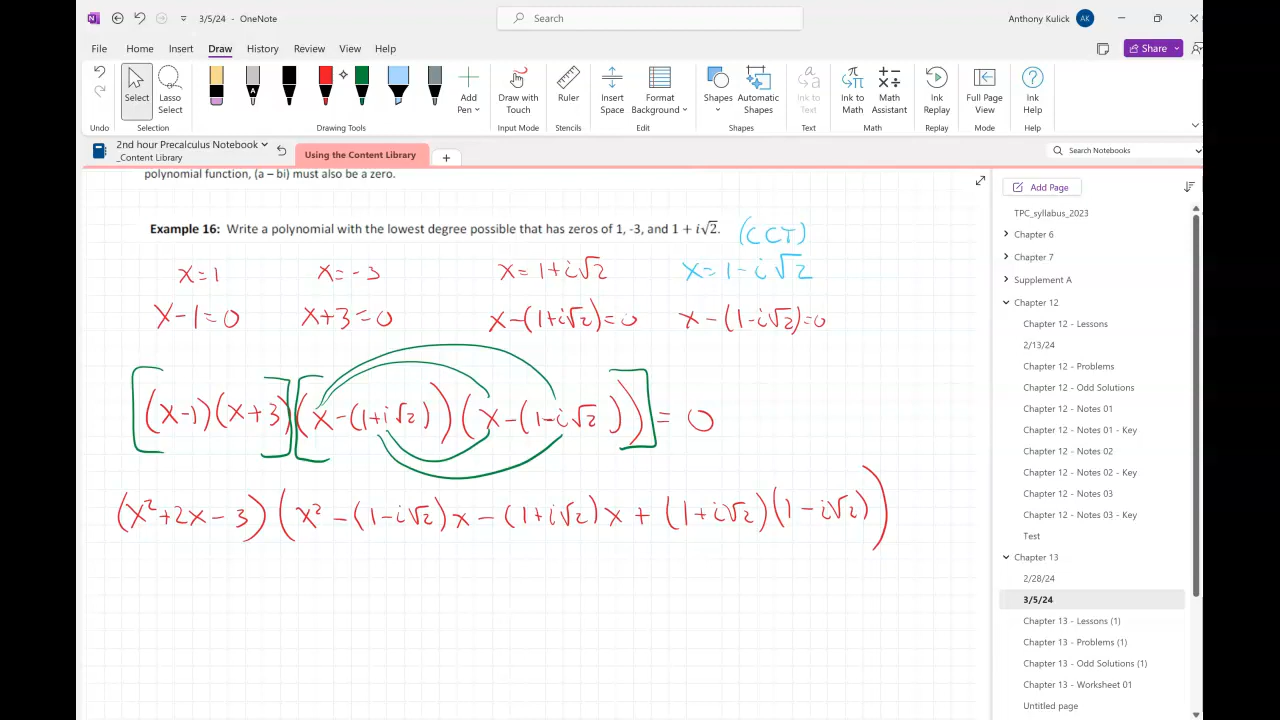 3/5/24 - OneNote
Search
Anthony Kulick
AK
File Home Insert Draw History Review View Help
Share
Undo
Select
Lasso Select
Add Pen
Draw with Touch
Ruler
Insert Space
Format Background
Shapes
Automatic Shapes
Ink to Text
Ink to Math
Math Assistant
Ink Replay
Full Page View
Ink Help
Undo Selection Drawing Tools Input Mode Stencils Edit Shapes Text Math Replay Mode Help
2nd hour Precalculus Notebook
_Content Library
Using the Content Library
+
Search Notebooks
polynomial function, (a – bi) must also be a zero.
Example 16: Write a polynomial with the lowest degree possible that has zeros of 1, -3, and 1 + i√2. (CCT)
x=1 x=-3 x=1+i√2 x=1-i√2
x-1=0 x+3=0 x-(1+i√2)=0 x-(1-i√2)=0
[(x-1)(x+3)][(x-(1+i√2))(x-(1-i√2))]=0
(x²+2x-3)(x²-(1-i√2)x-(1+i√2)x+(1+i√2)(1-i√2))
Add Page
TPC_syllabus_2023
Chapter 6
Chapter 7
Supplement A
Chapter 12
Chapter 12 - Lessons
2/13/24
Chapter 12 - Problems
Chapter 12 - Odd Solutions
Chapter 12 - Notes 01
Chapter 12 - Notes 01 - Key
Chapter 12 - Notes 02
Chapter 12 - Notes 02 - Key
Chapter 12 - Notes 03
Chapter 12 - Notes 03 - Key
Test
Chapter 13
2/28/24
3/5/24
Chapter 13 - Lessons (1)
Chapter 13 - Problems (1)
Chapter 13 - Odd Solutions (1)
Chapter 13 - Worksheet 01
Untitled page